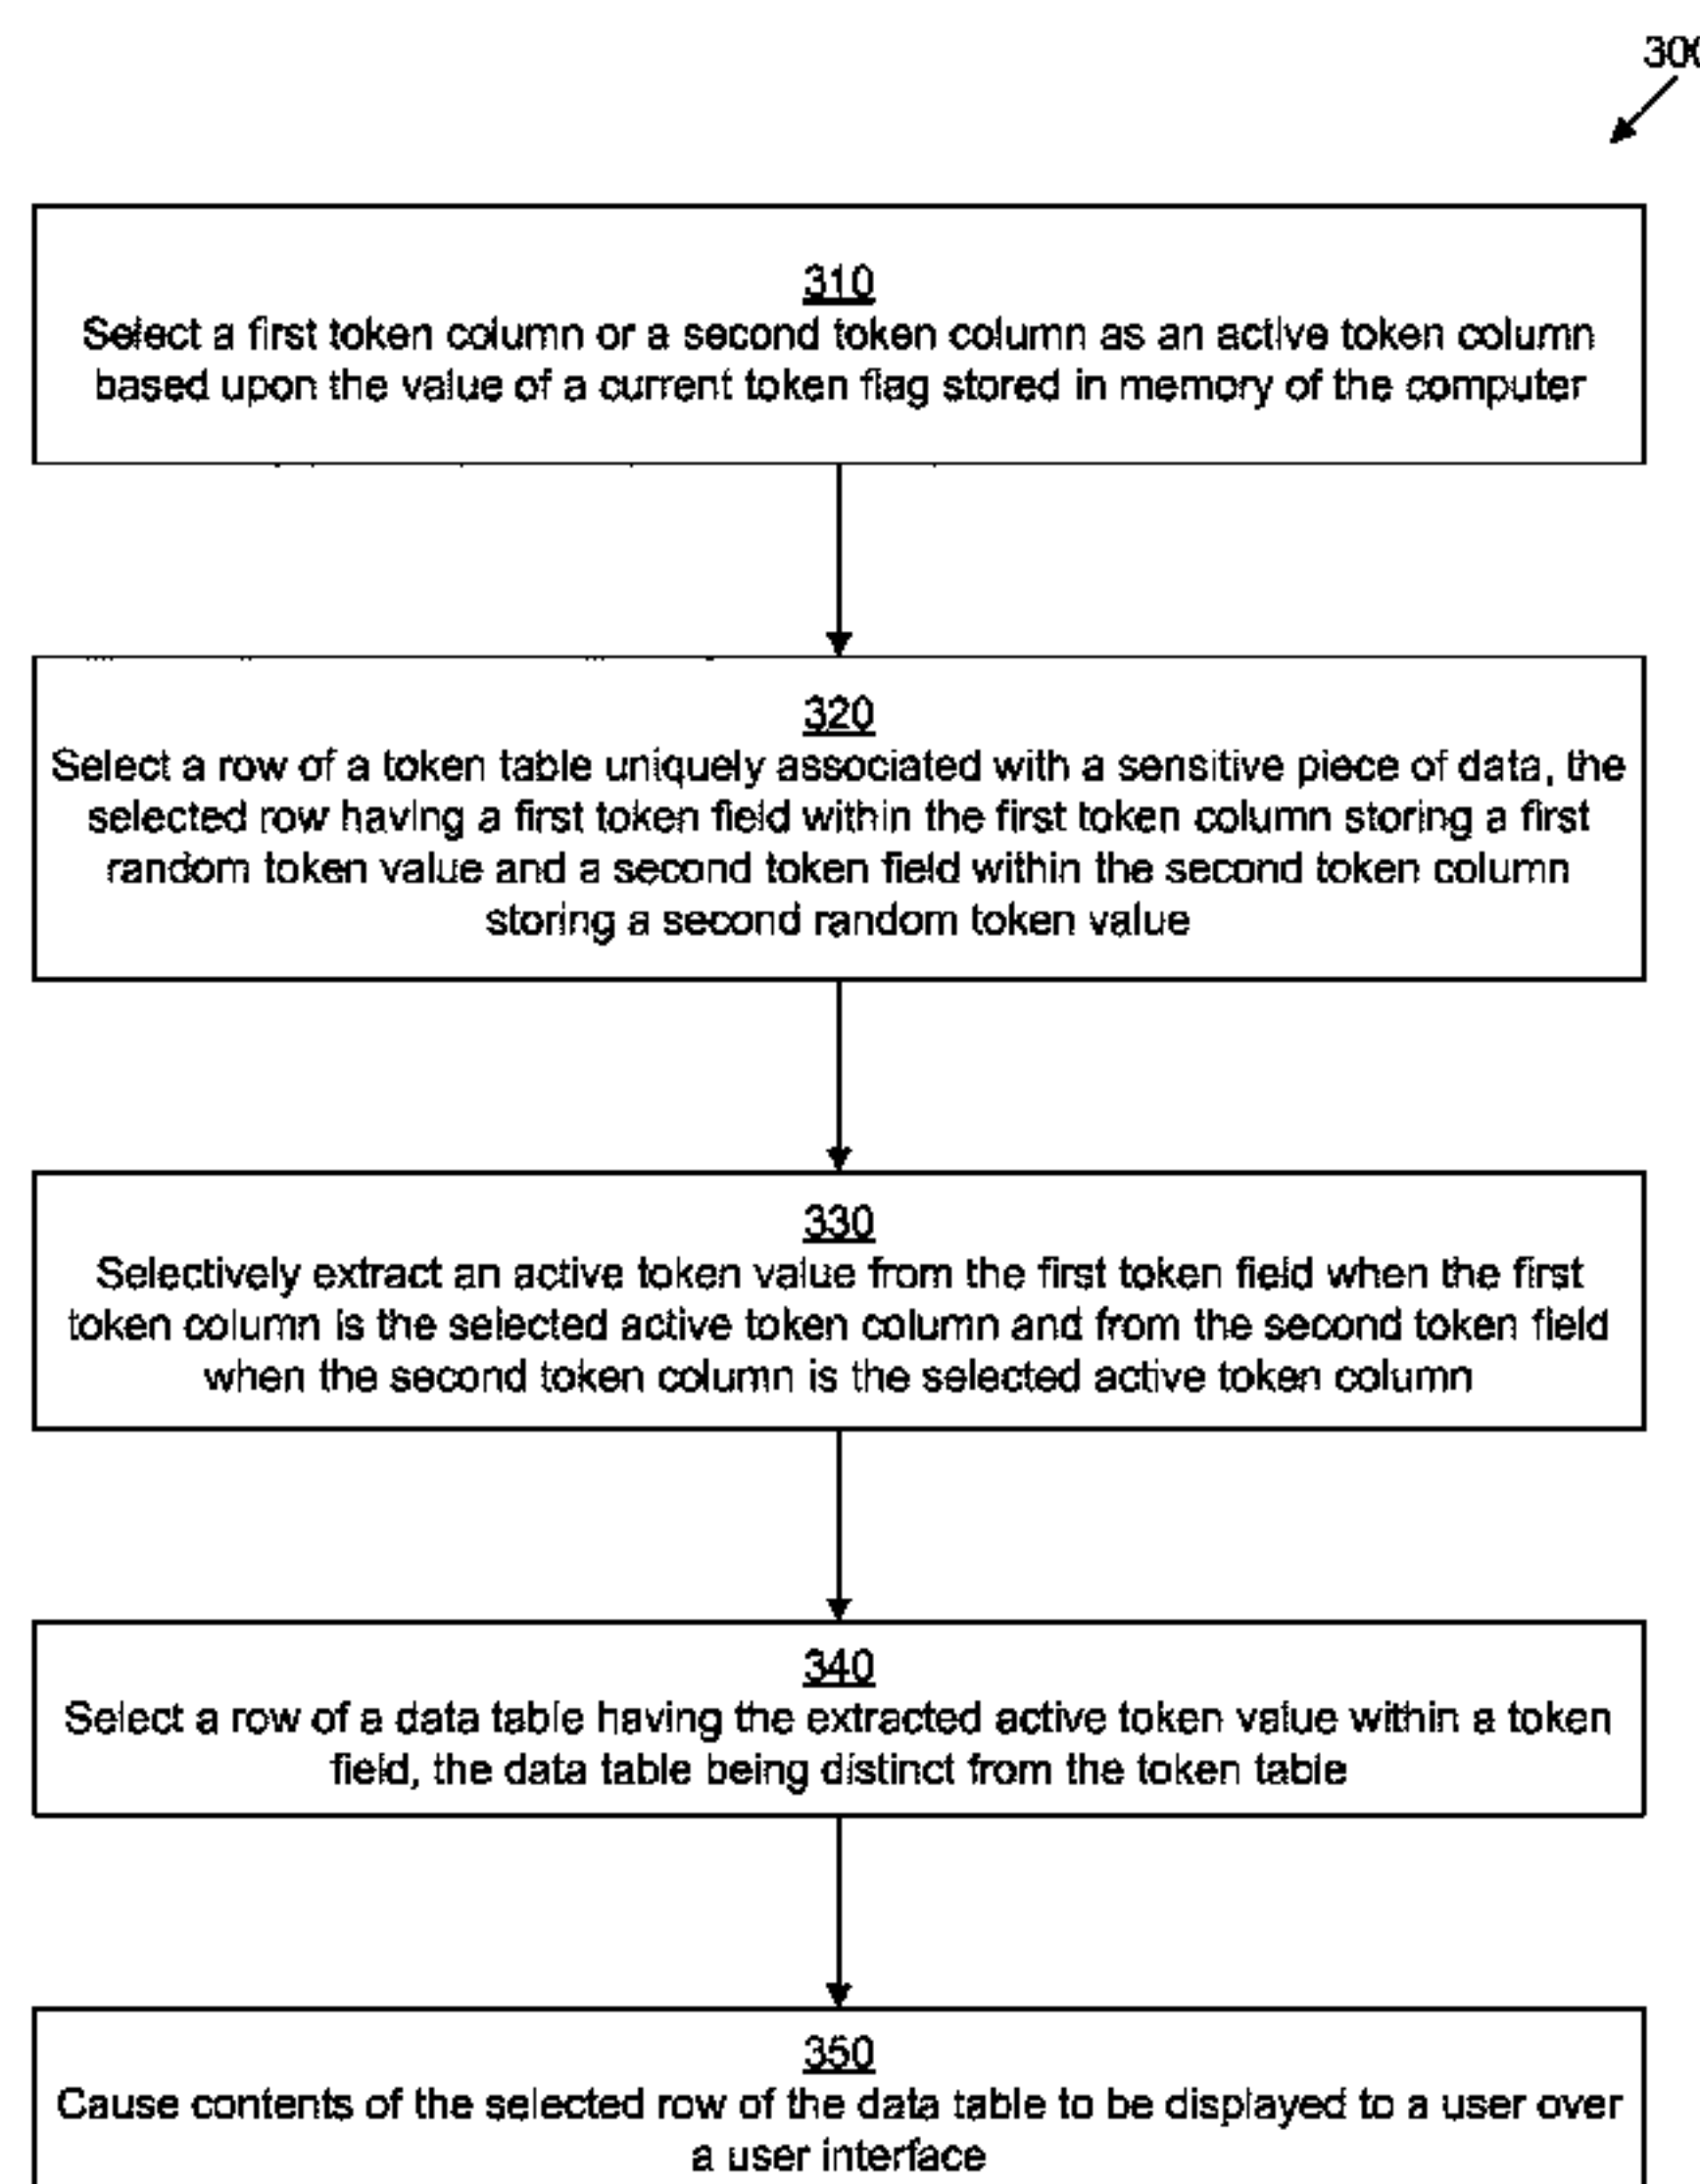 300
310
Select a first token column or a second token column as an active token column
based upon the value of a current token flag stored in memory of the computer
320
Select a row of a token table uniquely associated with a sensitive piece of data, the
selected row having a first token field within the first token column storing a first
random token value and a second token field within the second token column
storing a second random token value
330
Selectively extract an active token value from the first token field when the first
token column is the selected active token column and from the second token field
when the second token column is the selected active token column
340
Select a row of a data table having the extracted active token value within a token
field, the data table being distinct from the token table
350
Cause contents of the selected row of the data table to be displayed to a user over
a user interface